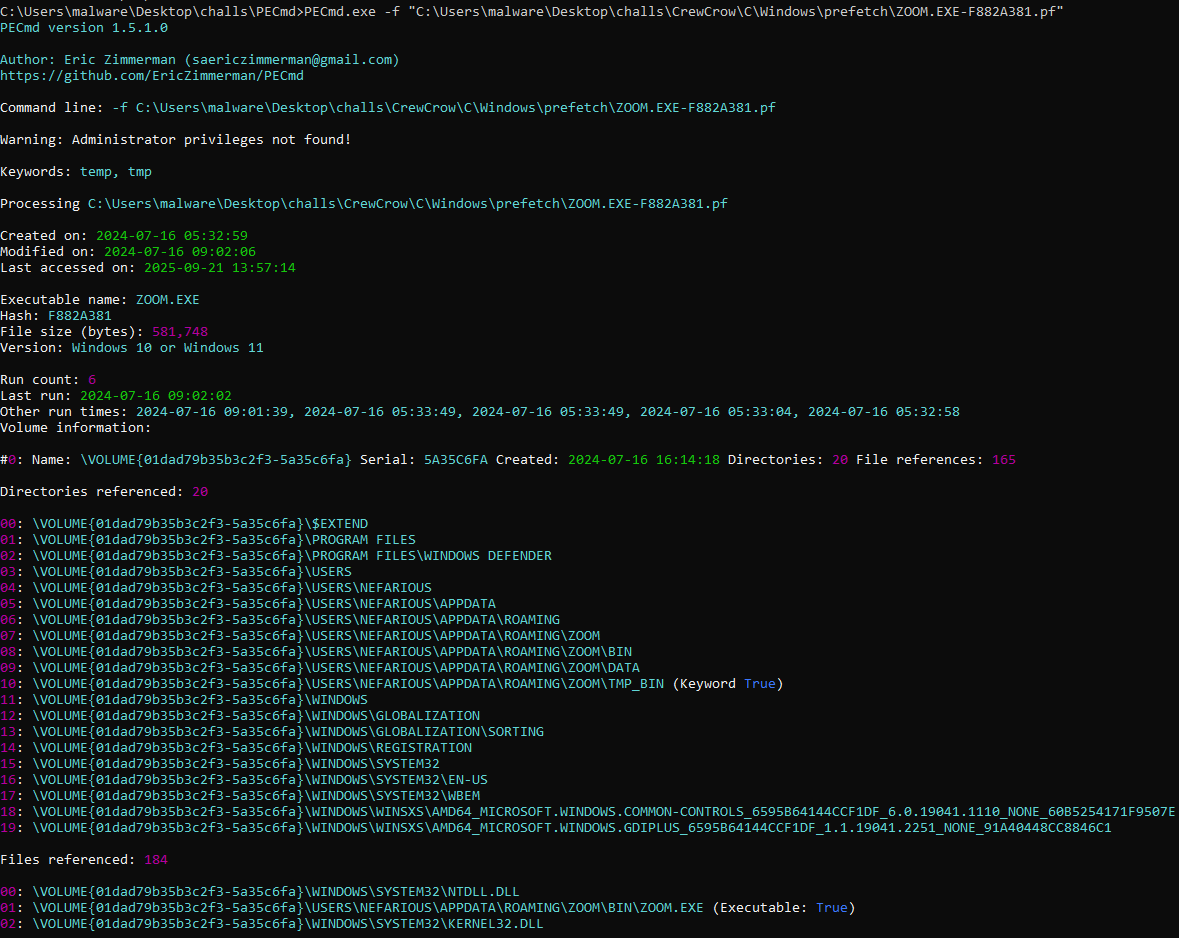 C:\Users\malware\Desktop\challs\PECmd>PECmd.exe -f "C:\Users\malware\Desktop\challs\CrewCrow\C\Windows\prefetch\ZOOM.EXE-F882A381.pf"
PECmd version 1.5.1.0
Author: Eric Zimmerman (saericzimmerman@gmail.com)
https://github.com/EricZimmerman/PECmd
Command line: -f C:\Users\malware\Desktop\challs\CrewCrow\C\Windows\prefetch\ZOOM.EXE-F882A381.pf
Warning: Administrator privileges not found!
Keywords: temp, tmp
Processing C:\Users\malware\Desktop\challs\CrewCrow\C\Windows\prefetch\ZOOM.EXE-F882A381.pf
Created on: 2024-07-16 05:32:59
Modified on: 2024-07-16 09:02:06
Last accessed on: 2025-09-21 13:57:14
Executable name: ZOOM.EXE
Hash: F882A381
File size (bytes): 581,748
Version: Windows 10 or Windows 11
Run count: 6
Last run: 2024-07-16 09:02:02
Other run times: 2024-07-16 09:01:39, 2024-07-16 05:33:49, 2024-07-16 05:33:49, 2024-07-16 05:33:04, 2024-07-16 05:32:58
Volume information:
#0: Name: \VOLUME{01dad79b35b3c2f3-5a35c6fa} Serial: 5A35C6FA Created: 2024-07-16 16:14:18 Directories: 20 File references: 165
Directories referenced: 20
00: \VOLUME{01dad79b35b3c2f3-5a35c6fa}\$EXTEND
01: \VOLUME{01dad79b35b3c2f3-5a35c6fa}\PROGRAM FILES
02: \VOLUME{01dad79b35b3c2f3-5a35c6fa}\PROGRAM FILES\WINDOWS DEFENDER
03: \VOLUME{01dad79b35b3c2f3-5a35c6fa}\USERS
04: \VOLUME{01dad79b35b3c2f3-5a35c6fa}\USERS\NEFARIOUS
05: \VOLUME{01dad79b35b3c2f3-5a35c6fa}\USERS\NEFARIOUS\APPDATA
06: \VOLUME{01dad79b35b3c2f3-5a35c6fa}\USERS\NEFARIOUS\APPDATA\ROAMING
07: \VOLUME{01dad79b35b3c2f3-5a35c6fa}\USERS\NEFARIOUS\APPDATA\ROAMING\ZOOM
08: \VOLUME{01dad79b35b3c2f3-5a35c6fa}\USERS\NEFARIOUS\APPDATA\ROAMING\ZOOM\BIN
09: \VOLUME{01dad79b35b3c2f3-5a35c6fa}\USERS\NEFARIOUS\APPDATA\ROAMING\ZOOM\DATA
10: \VOLUME{01dad79b35b3c2f3-5a35c6fa}\USERS\NEFARIOUS\APPDATA\ROAMING\ZOOM\TMP_BIN (Keyword True)
11: \VOLUME{01dad79b35b3c2f3-5a35c6fa}\WINDOWS
12: \VOLUME{01dad79b35b3c2f3-5a35c6fa}\WINDOWS\GLOBALIZATION
13: \VOLUME{01dad79b35b3c2f3-5a35c6fa}\WINDOWS\GLOBALIZATION\SORTING
14: \VOLUME{01dad79b35b3c2f3-5a35c6fa}\WINDOWS\REGISTRATION
15: \VOLUME{01dad79b35b3c2f3-5a35c6fa}\WINDOWS\SYSTEM32
16: \VOLUME{01dad79b35b3c2f3-5a35c6fa}\WINDOWS\SYSTEM32\EN-US
17: \VOLUME{01dad79b35b3c2f3-5a35c6fa}\WINDOWS\SYSTEM32\WBEM
18: \VOLUME{01dad79b35b3c2f3-5a35c6fa}\WINDOWS\WINSXS\AMD64_MICROSOFT.WINDOWS.COMMON-CONTROLS_6595B64144CCF1DF_6.0.19041.1110_NONE_60B5254171F9507E
19: \VOLUME{01dad79b35b3c2f3-5a35c6fa}\WINDOWS\WINSXS\AMD64_MICROSOFT.WINDOWS.GDIPLUS_6595B64144CCF1DF_1.1.19041.2251_NONE_91A40448CC8846C1
Files referenced: 184
00: \VOLUME{01dad79b35b3c2f3-5a35c6fa}\WINDOWS\SYSTEM32\NTDLL.DLL
01: \VOLUME{01dad79b35b3c2f3-5a35c6fa}\USERS\NEFARIOUS\APPDATA\ROAMING\ZOOM\BIN\ZOOM.EXE (Executable: True)
02: \VOLUME{01dad79b35b3c2f3-5a35c6fa}\WINDOWS\SYSTEM32\KERNEL32.DLL